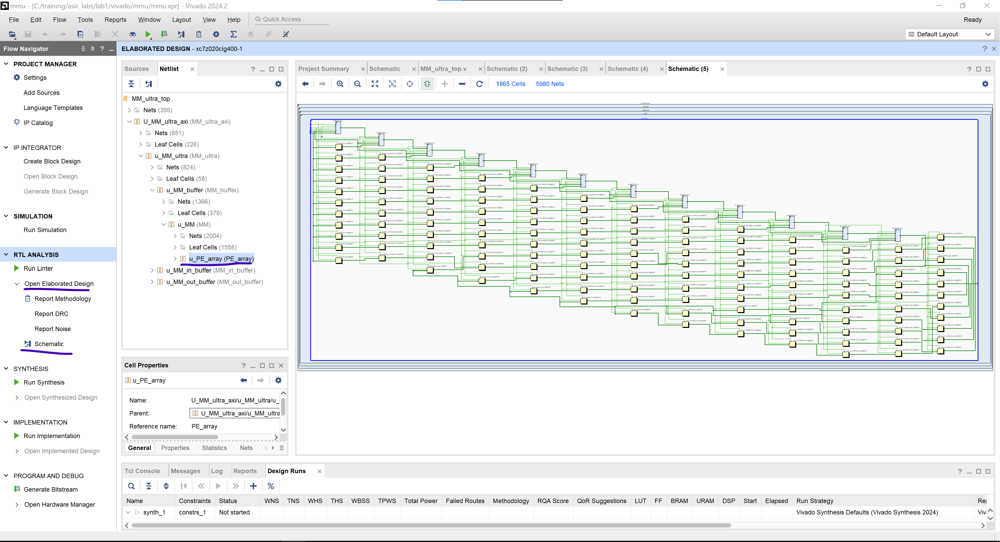 mmu - [C:/training/asic_labs/lab1/vivado/mmu/mmu.xpr] - Vivado 2024.2
File Edit Flow Tools Reports Window Layout View Help Quick Access Ready
Default Layout
Flow Navigator
ELABORATED DESIGN - xc7z020clg400-1
PROJECT MANAGER
Settings
Add Sources
Language Templates
IP Catalog
IP INTEGRATOR
Create Block Design
Open Block Design
Generate Block Design
SIMULATION
Run Simulation
RTL ANALYSIS
Run Linter
Open Elaborated Design
Report Methodology
Report DRC
Report Noise
Schematic
SYNTHESIS
Run Synthesis
Open Synthesized Design
IMPLEMENTATION
Run Implementation
Open Implemented Design
PROGRAM AND DEBUG
Generate Bitstream
Open Hardware Manager
Sources Netlist
MM_ultra_top
Nets (395)
U_MM_ultra_axi (MM_ultra_axi)
Nets (851)
Leaf Cells (226)
u_MM_ultra (MM_ultra)
Nets (824)
Leaf Cells (58)
u_MM_buffer (MM_buffer)
Nets (1366)
Leaf Cells (379)
u_MM (MM)
Nets (2004)
Leaf Cells (1558)
u_PE_array (PE_array)
u_MM_in_buffer (MM_in_buffer)
u_MM_out_buffer (MM_out_buffer)
Cell Properties
u_PE_array
Name: U_MM_ultra_axi/u_MM_ultra/u_
Parent: U_MM_ultra_axi/u_MM_ultra
Reference name: PE_array
General Properties Statistics Nets
Project Summary Schematic MM_ultra_top.v Schematic (2) Schematic (3) Schematic (4) Schematic (5)
1865 Cells 5980 Nets
Tcl Console Messages Log Reports Design Runs
Name Constraints Status WNS TNS WHS THS WBSS TPWS Total Power Failed Routes Methodology RQA Score QoR Suggestions LUT FF BRAM URAM DSP Start Elapsed Run Strategy
synth_1 constrs_1 Not started Vivado Synthesis Defaults (Vivado Synthesis 2024)